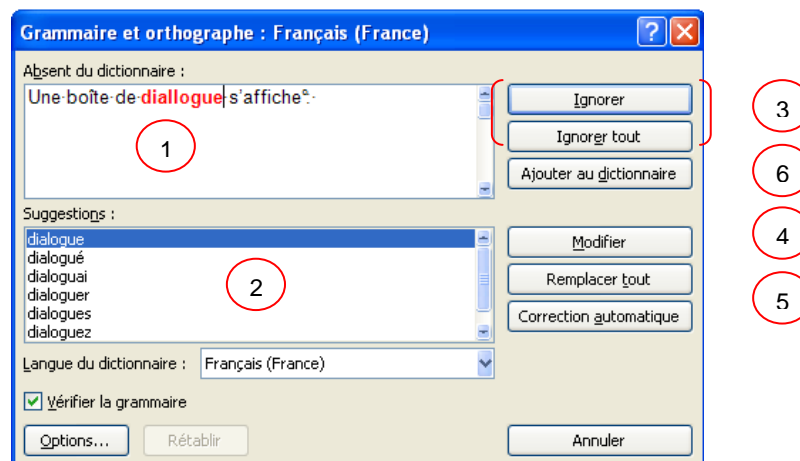 Grammaire et orthographe : Français (France)
Absent du dictionnaire :
Une·boîte·de·diallogue·s'affiche°.·
1
Ignorer
Ignorer tout
3
Ajouter au dictionnaire
6
Suggestions :
dialogue
dialogué
dialoguai
dialoguer
dialogues
dialoguez
2
Modifier
4
Remplacer tout
Correction automatique
5
Langue du dictionnaire : Français (France)
Vérifier la grammaire
Options...
Rétablir
Annuler